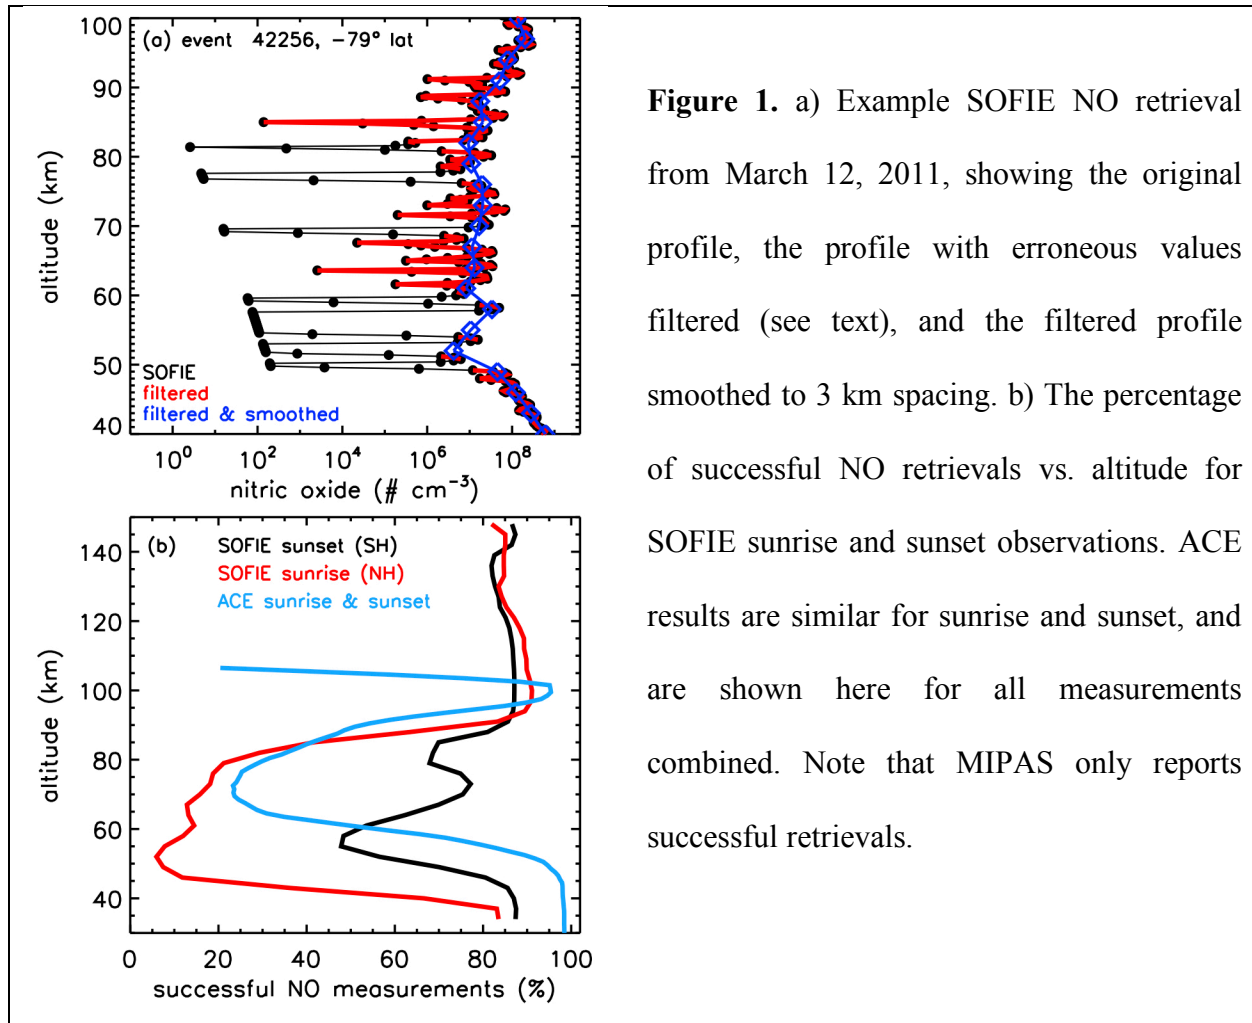 (a) event 42256, −79° lat
100
90
80
70
60
50
40
altitude (km)
SOFIE
filtered
filtered & smoothed
10⁰ 10² 10⁴ 10⁶ 10⁸
nitric oxide (# cm⁻³)
(b)
SOFIE sunset (SH)
SOFIE sunrise (NH)
ACE sunrise & sunset
140
120
100
80
60
40
altitude (km)
0 20 40 60 80 100
successful NO measurements (%)
Figure 1. a) Example SOFIE NO retrieval
from March 12, 2011, showing the original
profile, the profile with erroneous values
filtered (see text), and the filtered profile
smoothed to 3 km spacing. b) The percentage
of successful NO retrievals vs. altitude for
SOFIE sunrise and sunset observations. ACE
results are similar for sunrise and sunset, and
are shown here for all measurements
combined. Note that MIPAS only reports
successful retrievals.